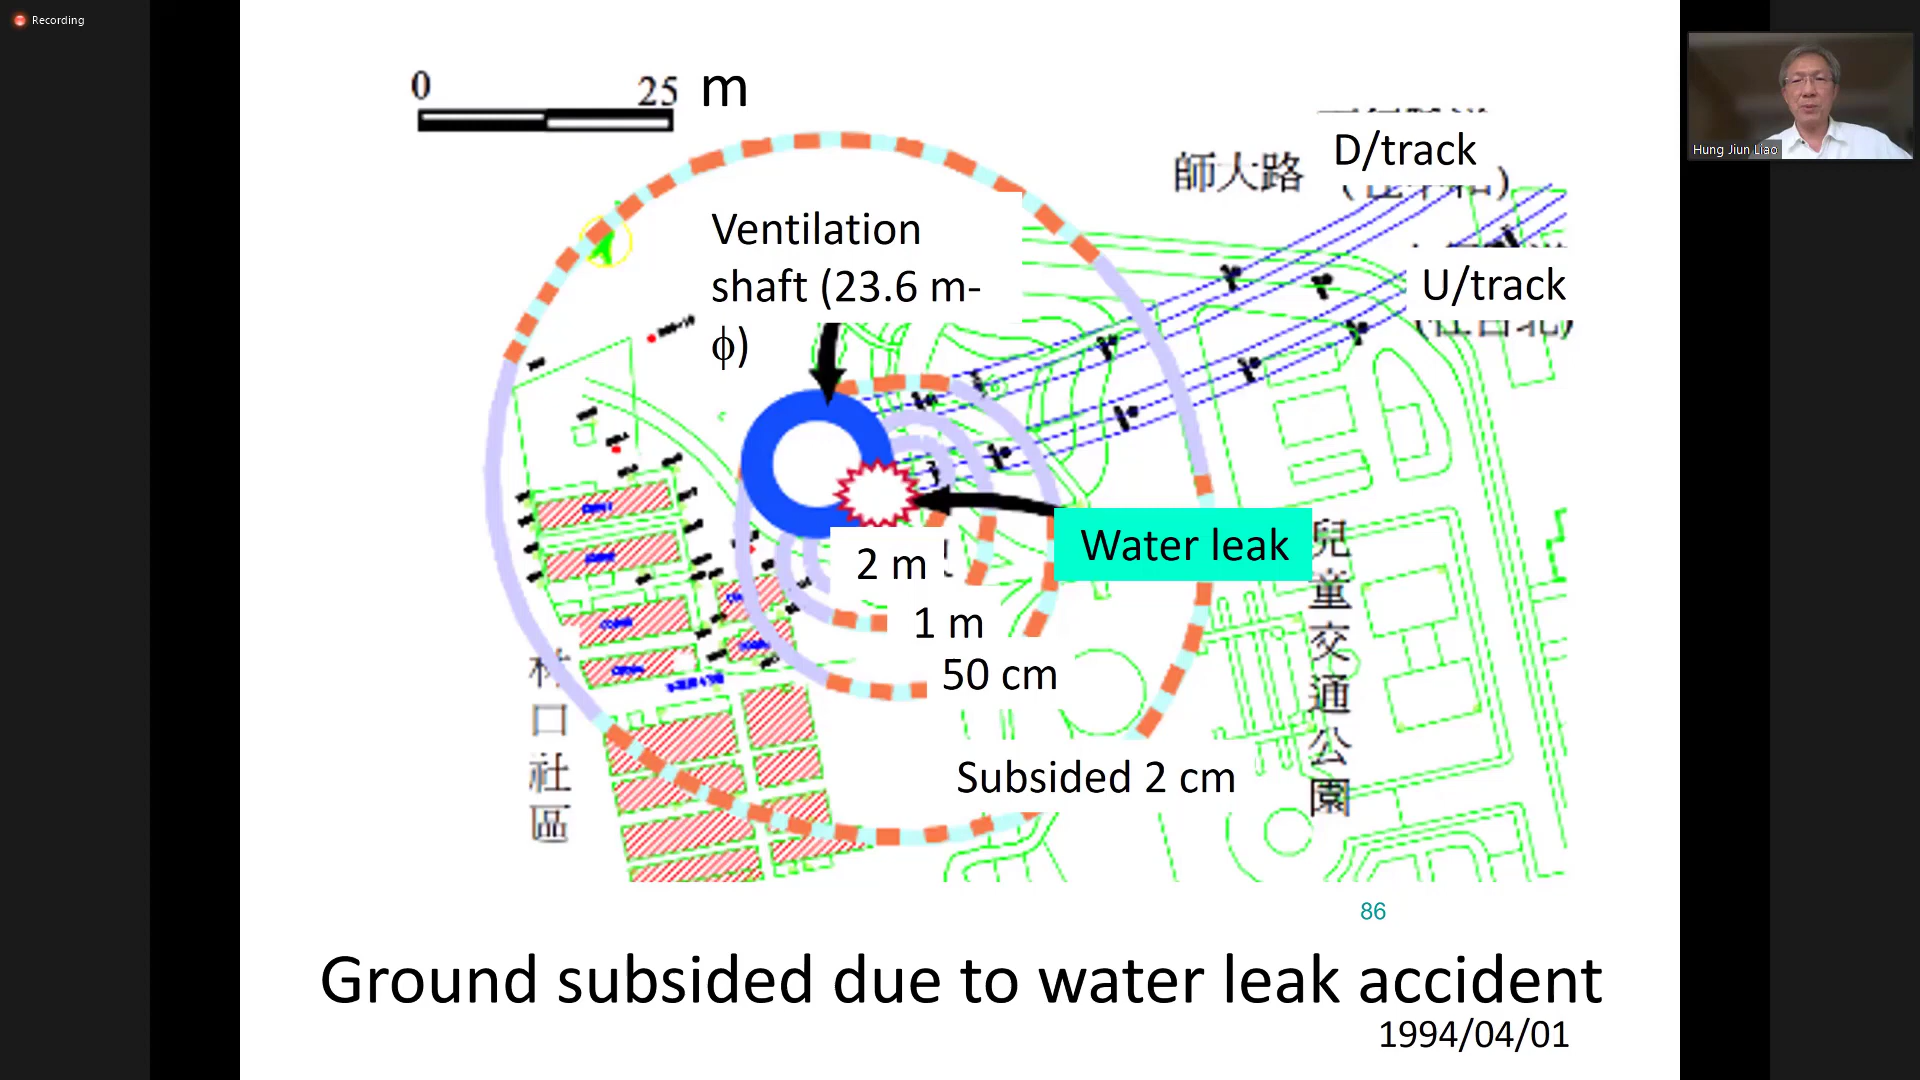 Recording
0 25 m
D/track
師大路
Ventilation
shaft (23.6 m-
ϕ)
U/track
Hung Jiun Liao
Water leak
2 m
1 m
50 cm
Subsided 2 cm
兒童交通公園
林口社區
86
Ground subsided due to water leak accident
1994/04/01